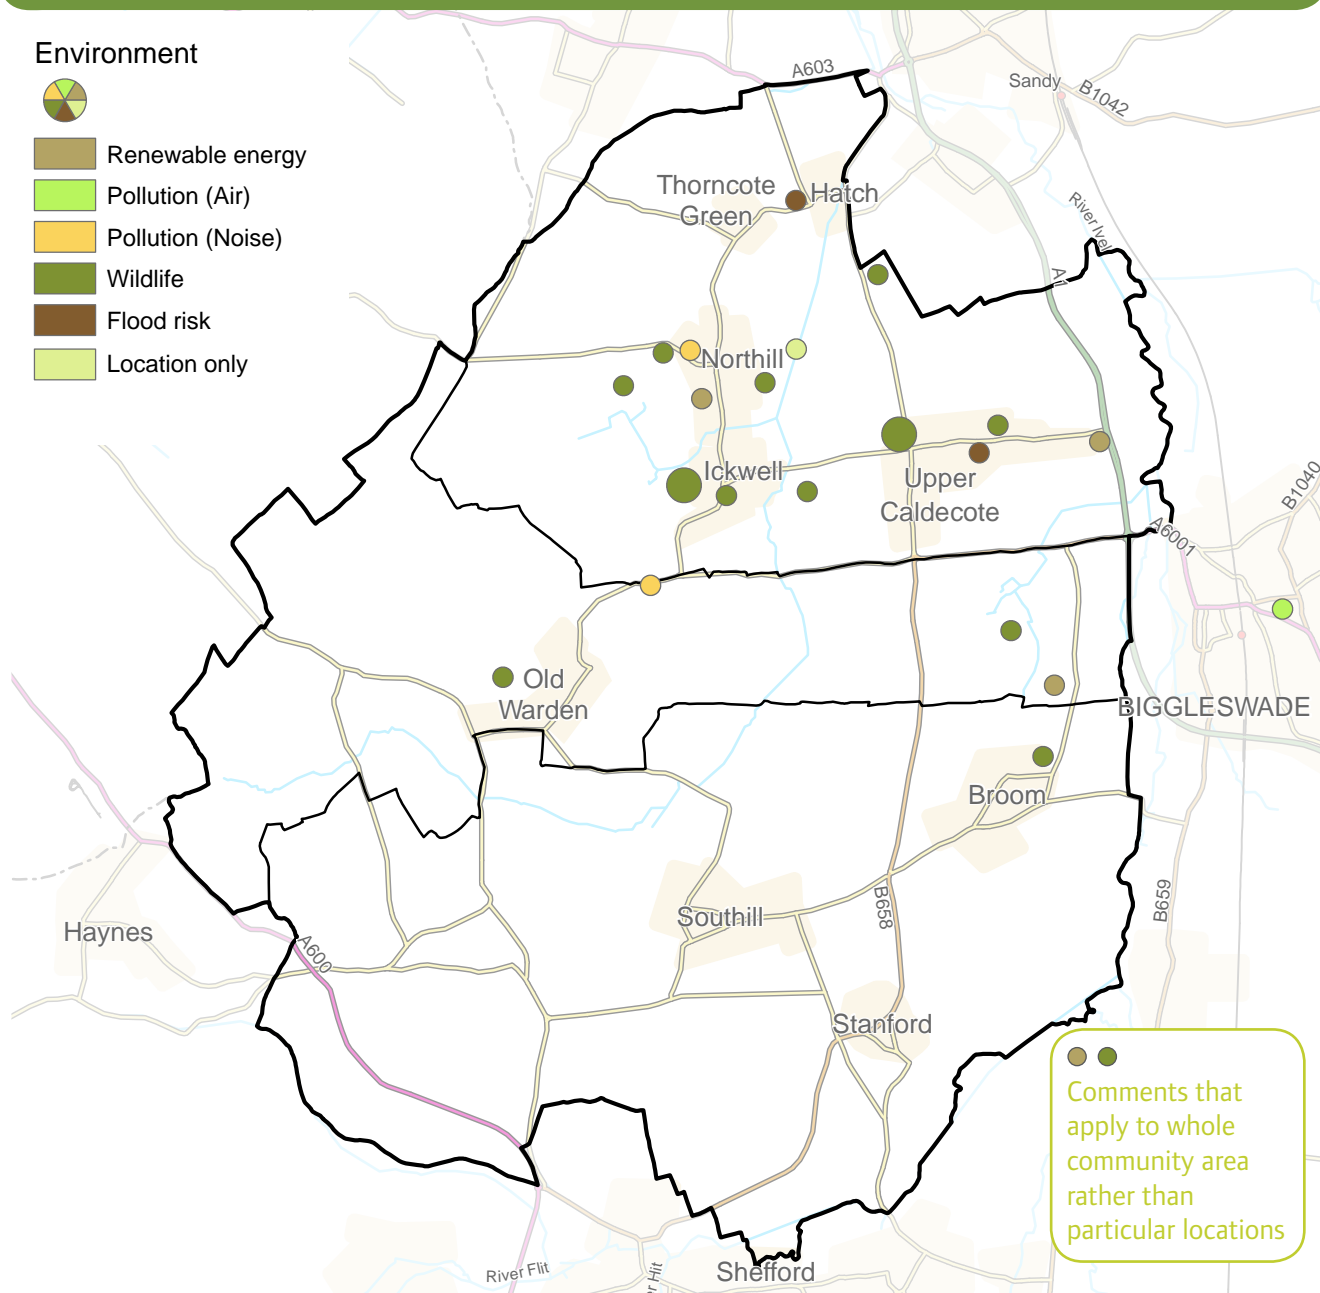 Environment
Renewable energy
Pollution (Air)
Pollution (Noise)
Wildlife
Flood risk
Location only
A603
Sandy
B1042
Thorncote
Green
Hatch
River Ivel
A1
Northill
Ickwell
Upper
Caldecote
B1040
A6001
Old
Warden
BIGGLESWADE
Broom
Haynes
A600
Southill
B658
B659
Stanford
Comments that
apply to whole
community area
rather than
particular locations
River Flit
er Hit
Shefford